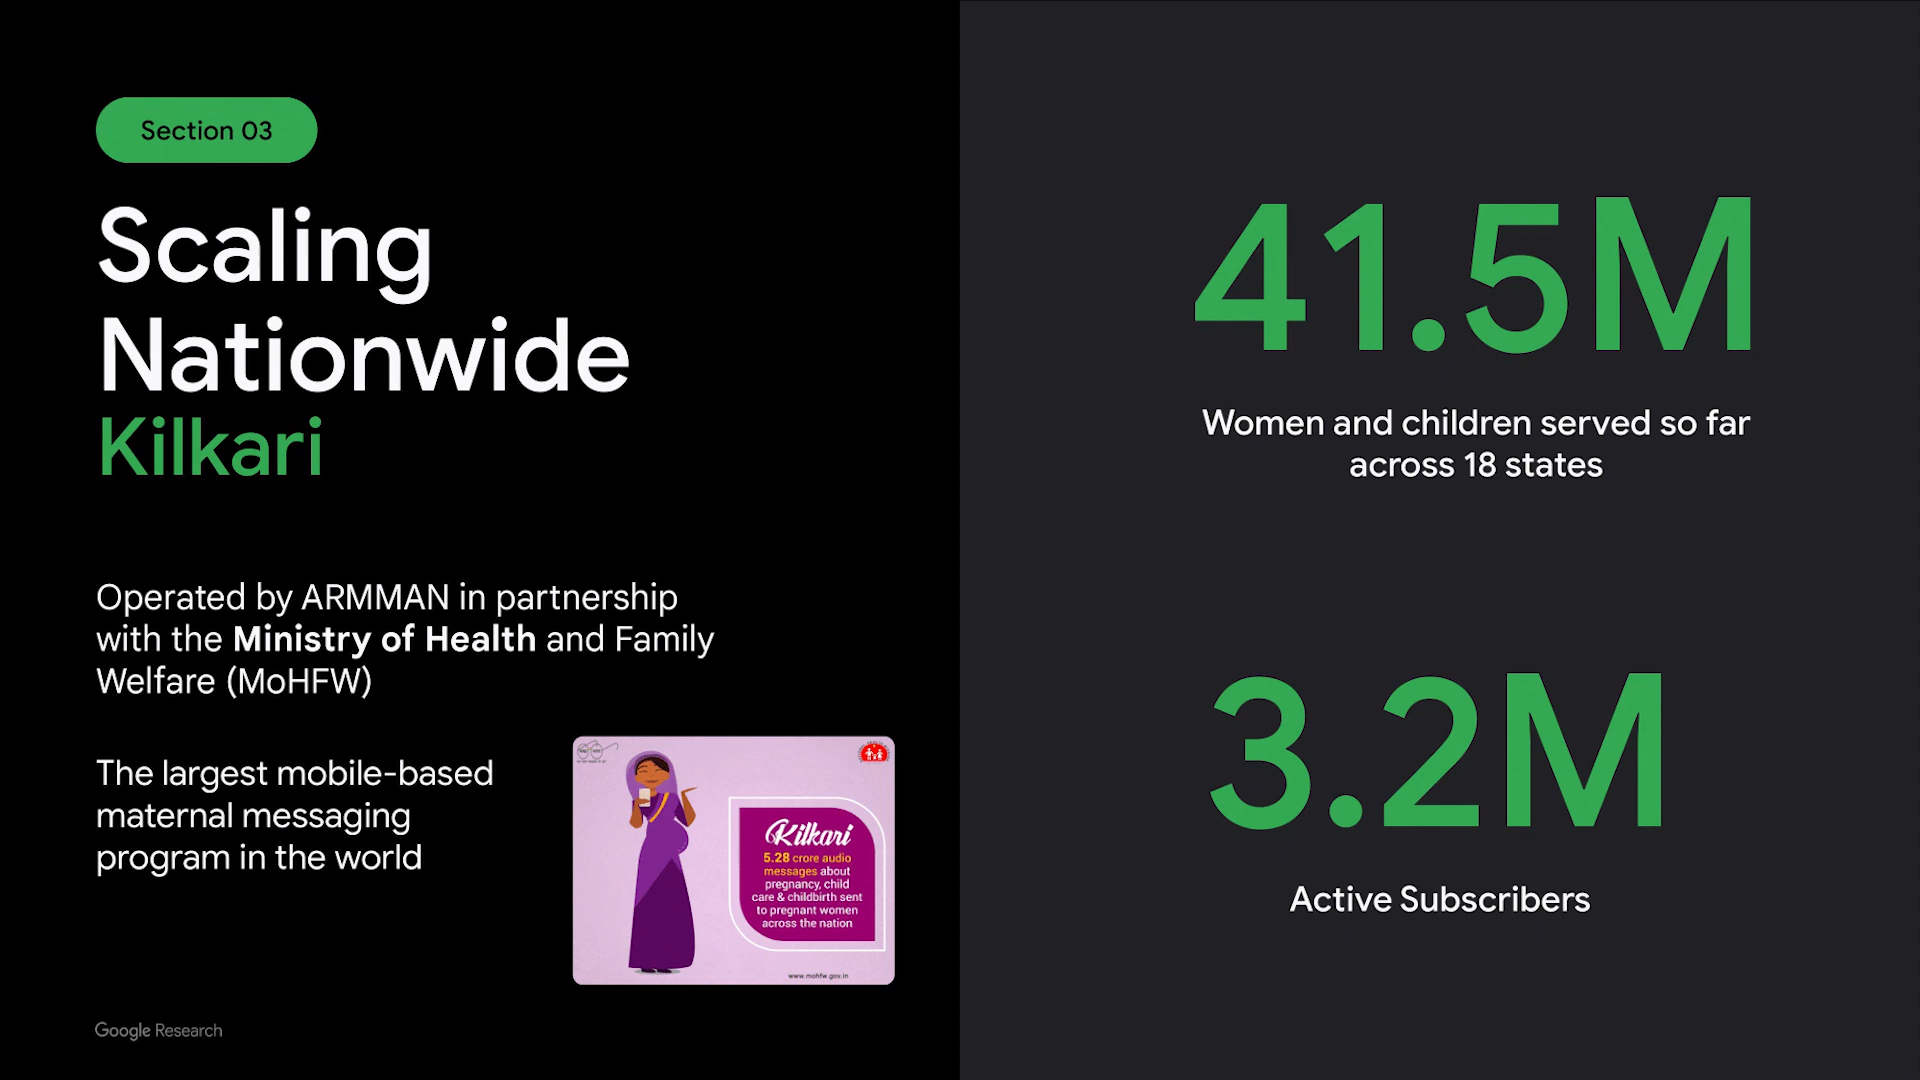 Section 03
Scaling
Nationwide
Kilkari
Operated by ARMMAN in partnership
with the Ministry of Health and Family
Welfare (MoHFW)
The largest mobile-based
maternal messaging
program in the world
Kilkari
5.28 crore audio
messages about
pregnancy, child
care & childbirth sent
to pregnant women
across the nation
www.mohfw.gov.in
Google Research
41.5M
Women and children served so far
across 18 states
3.2M
Active Subscribers